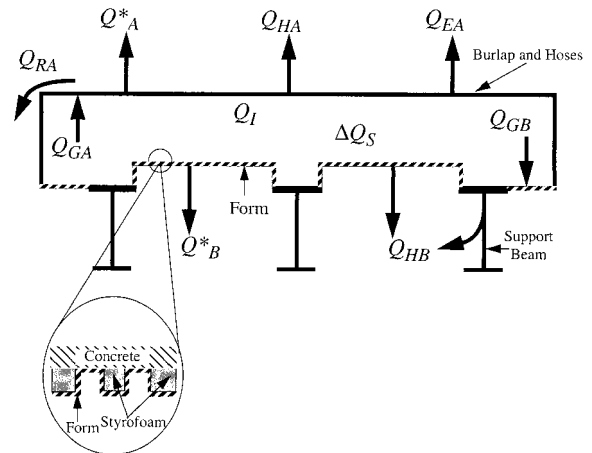 Q*A
QHA
QEA
QRA
Burlap and Hoses
QI
QGA
ΔQS
QGB
Form
Q*B
QHB
Support
Beam
Concrete
Form
Styrofoam